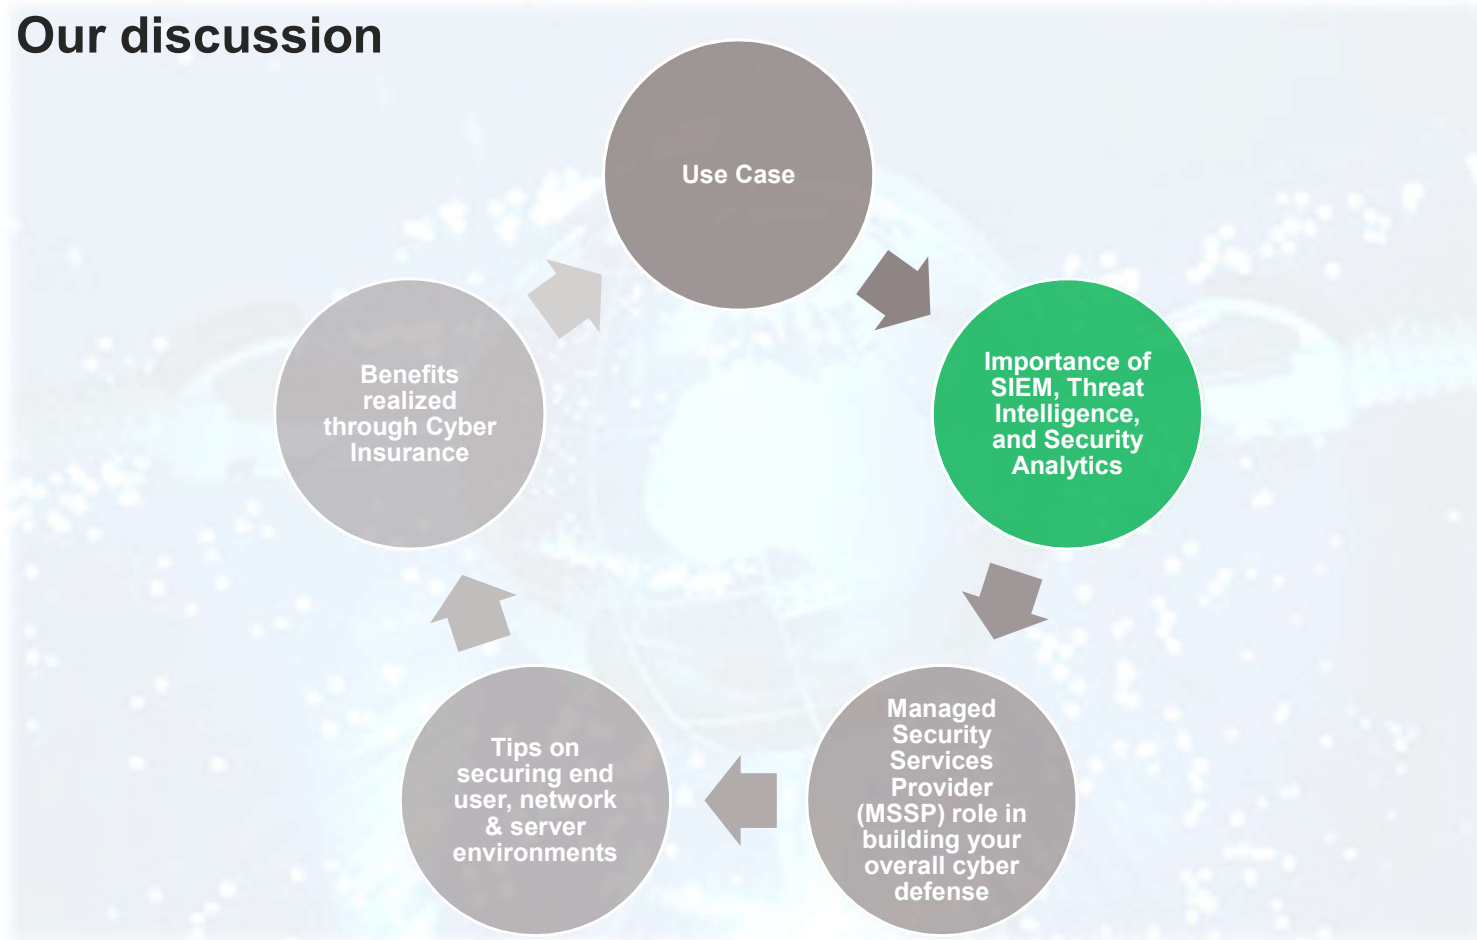 Our discussion
Use Case
Importance of
SIEM, Threat
Intelligence,
and Security
Analytics
Managed
Security
Services
Provider
(MSSP) role in
building your
overall cyber
defense
Tips on
securing end
user, network
& server
environments
Benefits
realized
through Cyber
Insurance